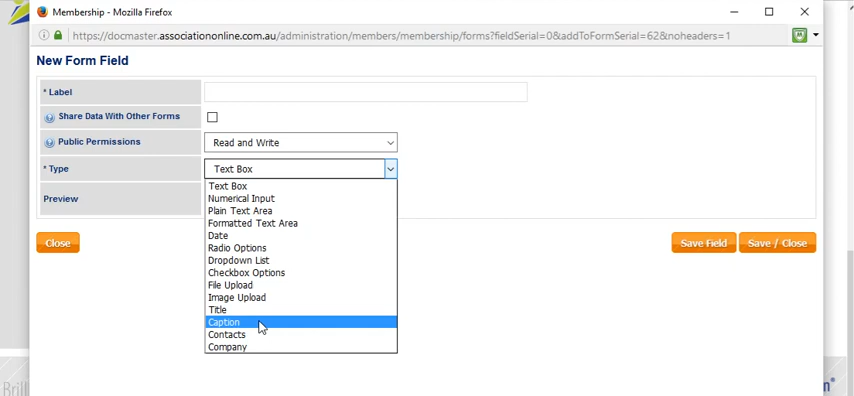 Membership - Mozilla Firefox
https://docmaster.associationonline.com.au/administration/members/membership/forms?fieldSerial=0&addToFormSerial=62&noheaders=1
New Form Field
* Label
Share Data With Other Forms
Public Permissions
Read and Write
* Type
Text Box
Preview
Text Box
Numerical Input
Plain Text Area
Formatted Text Area
Date
Radio Options
Dropdown List
Checkbox Options
File Upload
Image Upload
Title
Caption
Contacts
Company
Close
Save Field
Save / Close
Bril
n®